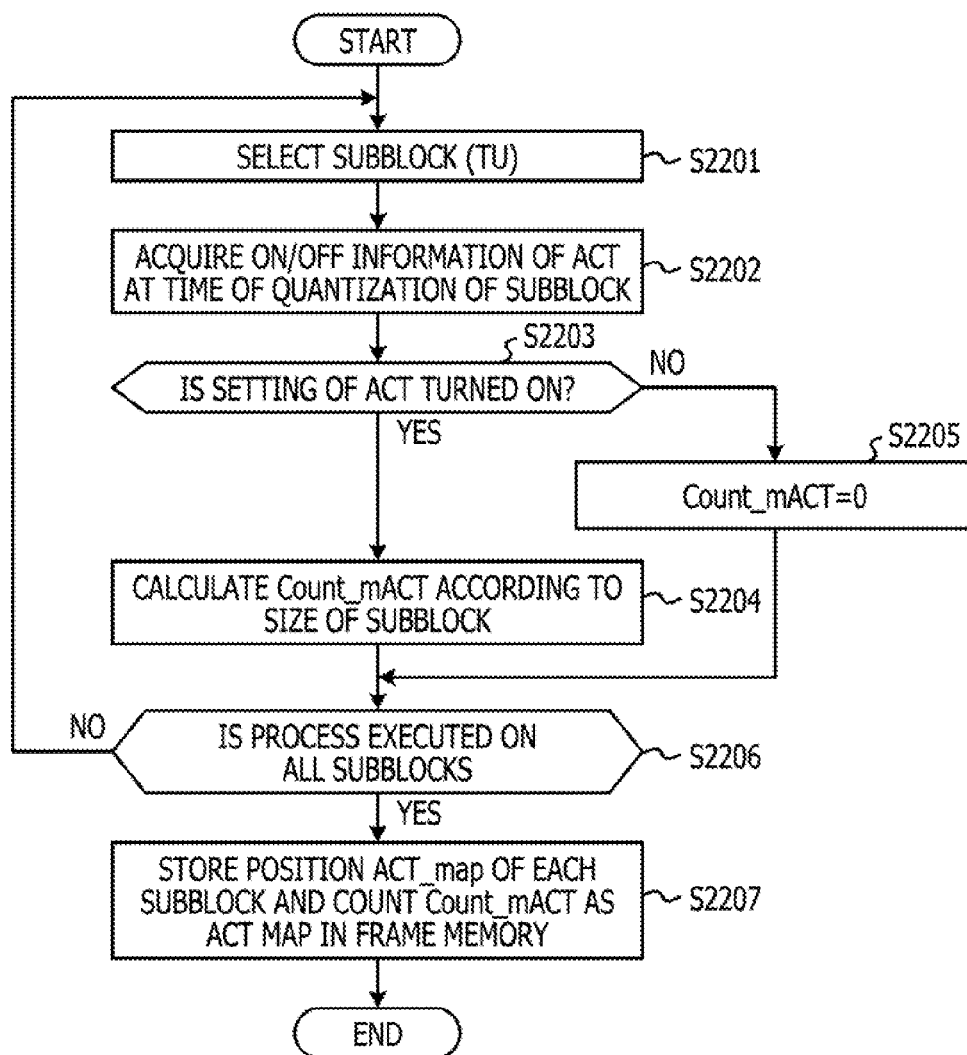 START
SELECT SUBBLOCK (TU)
S2201
ACQUIRE ON/OFF INFORMATION OF ACT
AT TIME OF QUANTIZATION OF SUBBLOCK
S2202
S2203
IS SETTING OF ACT TURNED ON?
NO
YES
S2205
Count_mACT=0
CALCULATE Count_mACT ACCORDING TO
SIZE OF SUBBLOCK
S2204
NO
IS PROCESS EXECUTED ON
ALL SUBBLOCKS
S2206
YES
STORE POSITION ACT_map OF EACH
SUBBLOCK AND COUNT Count_mACT AS
ACT MAP IN FRAME MEMORY
S2207
END